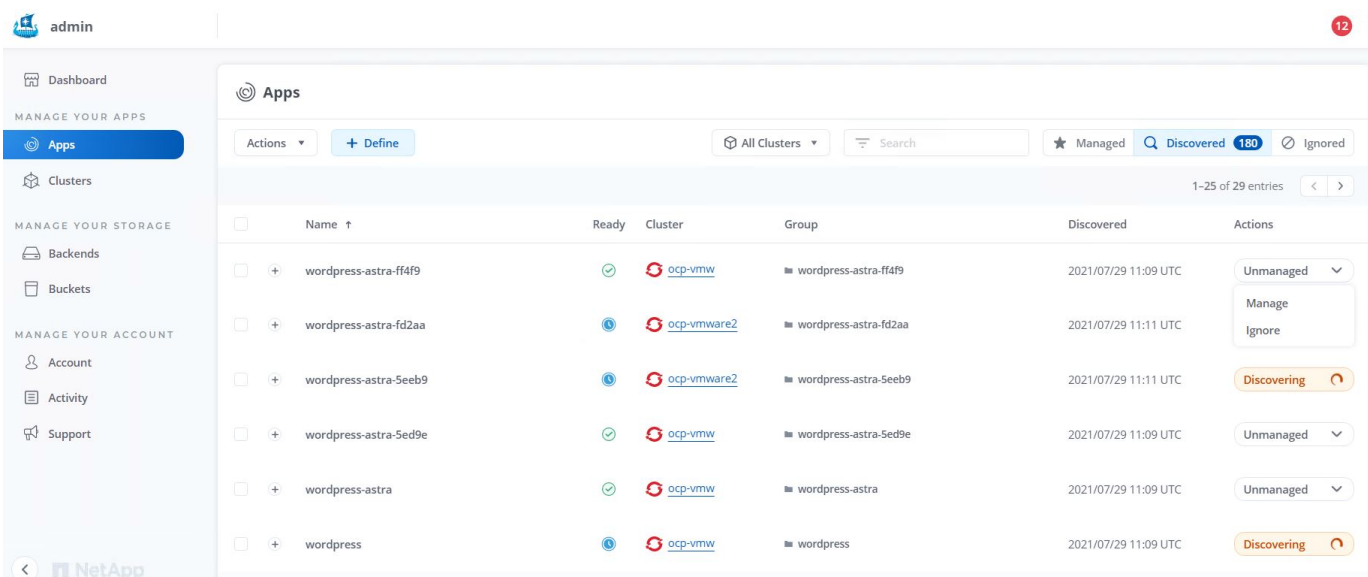 admin
12
Dashboard
MANAGE YOUR APPS
Apps
Clusters
MANAGE YOUR STORAGE
Backends
Buckets
MANAGE YOUR ACCOUNT
Account
Activity
Support
NetApp
Apps
Actions + Define All Clusters Search Managed Discovered 180 Ignored
1–25 of 29 entries
Name ↑ Ready Cluster Group Discovered Actions
wordpress-astra-ff4f9 ocp-vmw wordpress-astra-ff4f9 2021/07/29 11:09 UTC Unmanaged
Manage
wordpress-astra-fd2aa ocp-vmware2 wordpress-astra-fd2aa 2021/07/29 11:11 UTC
Ignore
wordpress-astra-5eeb9 ocp-vmware2 wordpress-astra-5eeb9 2021/07/29 11:11 UTC Discovering
wordpress-astra-5ed9e ocp-vmw wordpress-astra-5ed9e 2021/07/29 11:09 UTC Unmanaged
wordpress-astra ocp-vmw wordpress-astra 2021/07/29 11:09 UTC Unmanaged
wordpress ocp-vmw wordpress 2021/07/29 11:09 UTC Discovering